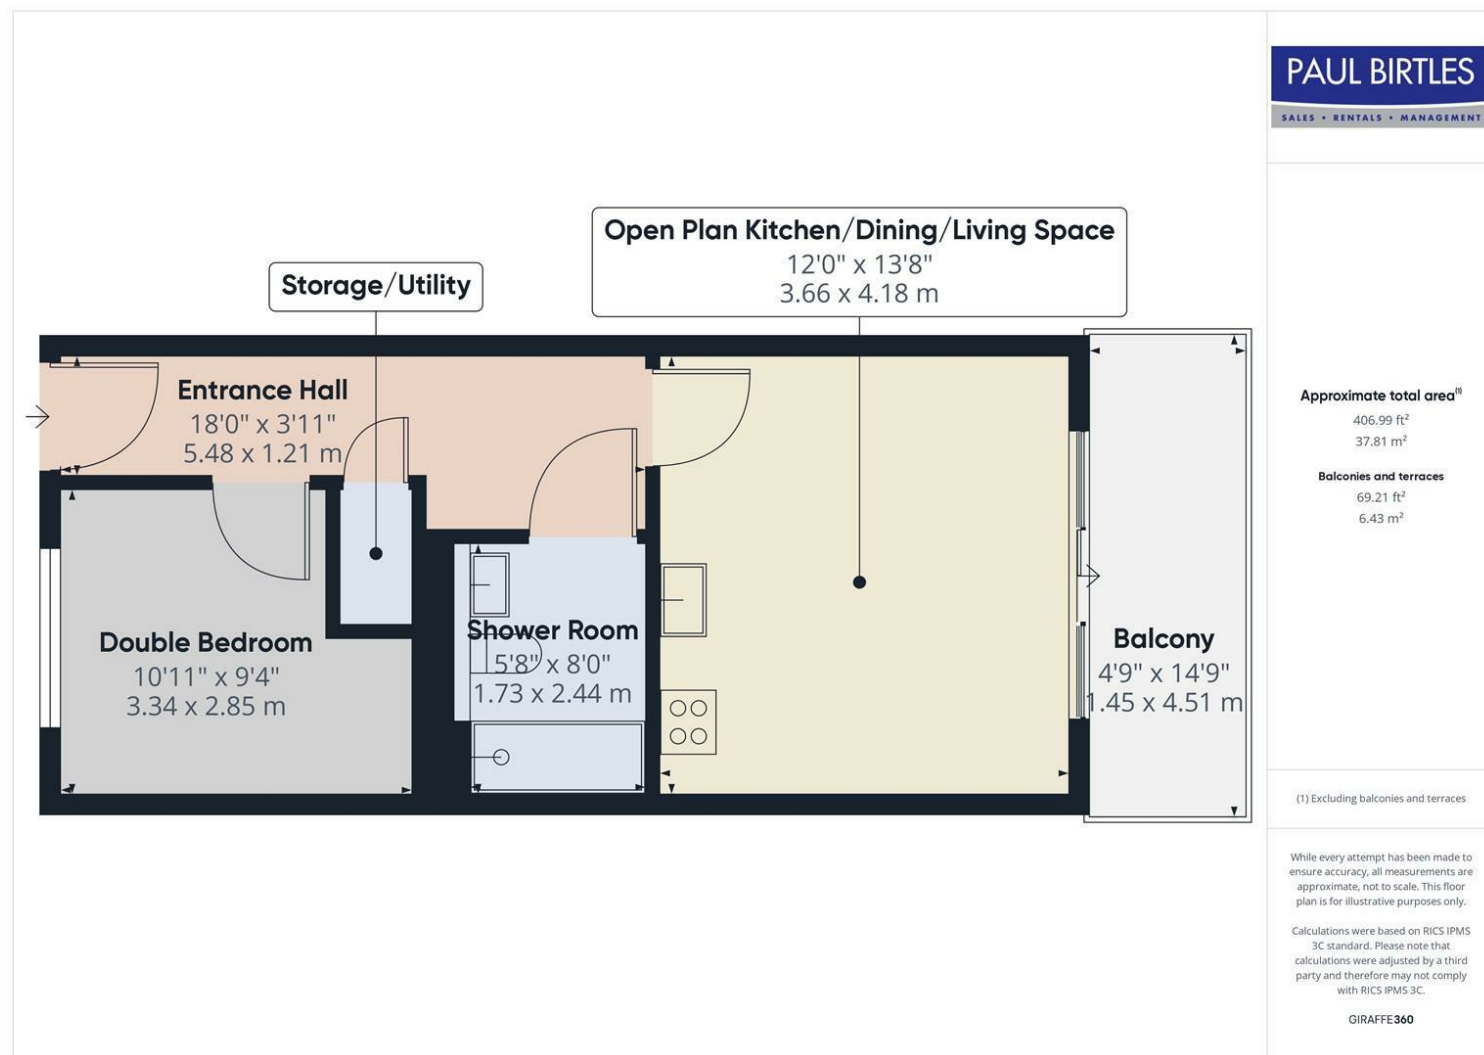 PAUL BIRTLES
SALES • RENTALS • MANAGEMENT
Open Plan Kitchen/Dining/Living Space
12'0" x 13'8"
3.66 x 4.18 m
Storage/Utility
Entrance Hall
18'0" x 3'11"
5.48 x 1.21 m
Double Bedroom
10'11" x 9'4"
3.34 x 2.85 m
Shower Room
5'8" x 8'0"
1.73 x 2.44 m
Balcony
4'9" x 14'9"
1.45 x 4.51 m
Approximate total area(1)
406.99 ft²
37.81 m²
Balconies and terraces
69.21 ft²
6.43 m²
(1) Excluding balconies and terraces
While every attempt has been made to
ensure accuracy, all measurements are
approximate, not to scale. This floor
plan is for illustrative purposes only.
Calculations were based on RICS IPMS
3C standard. Please note that
calculations were adjusted by a third
party and therefore may not comply
with RICS IPMS 3C.
GIRAFFE360